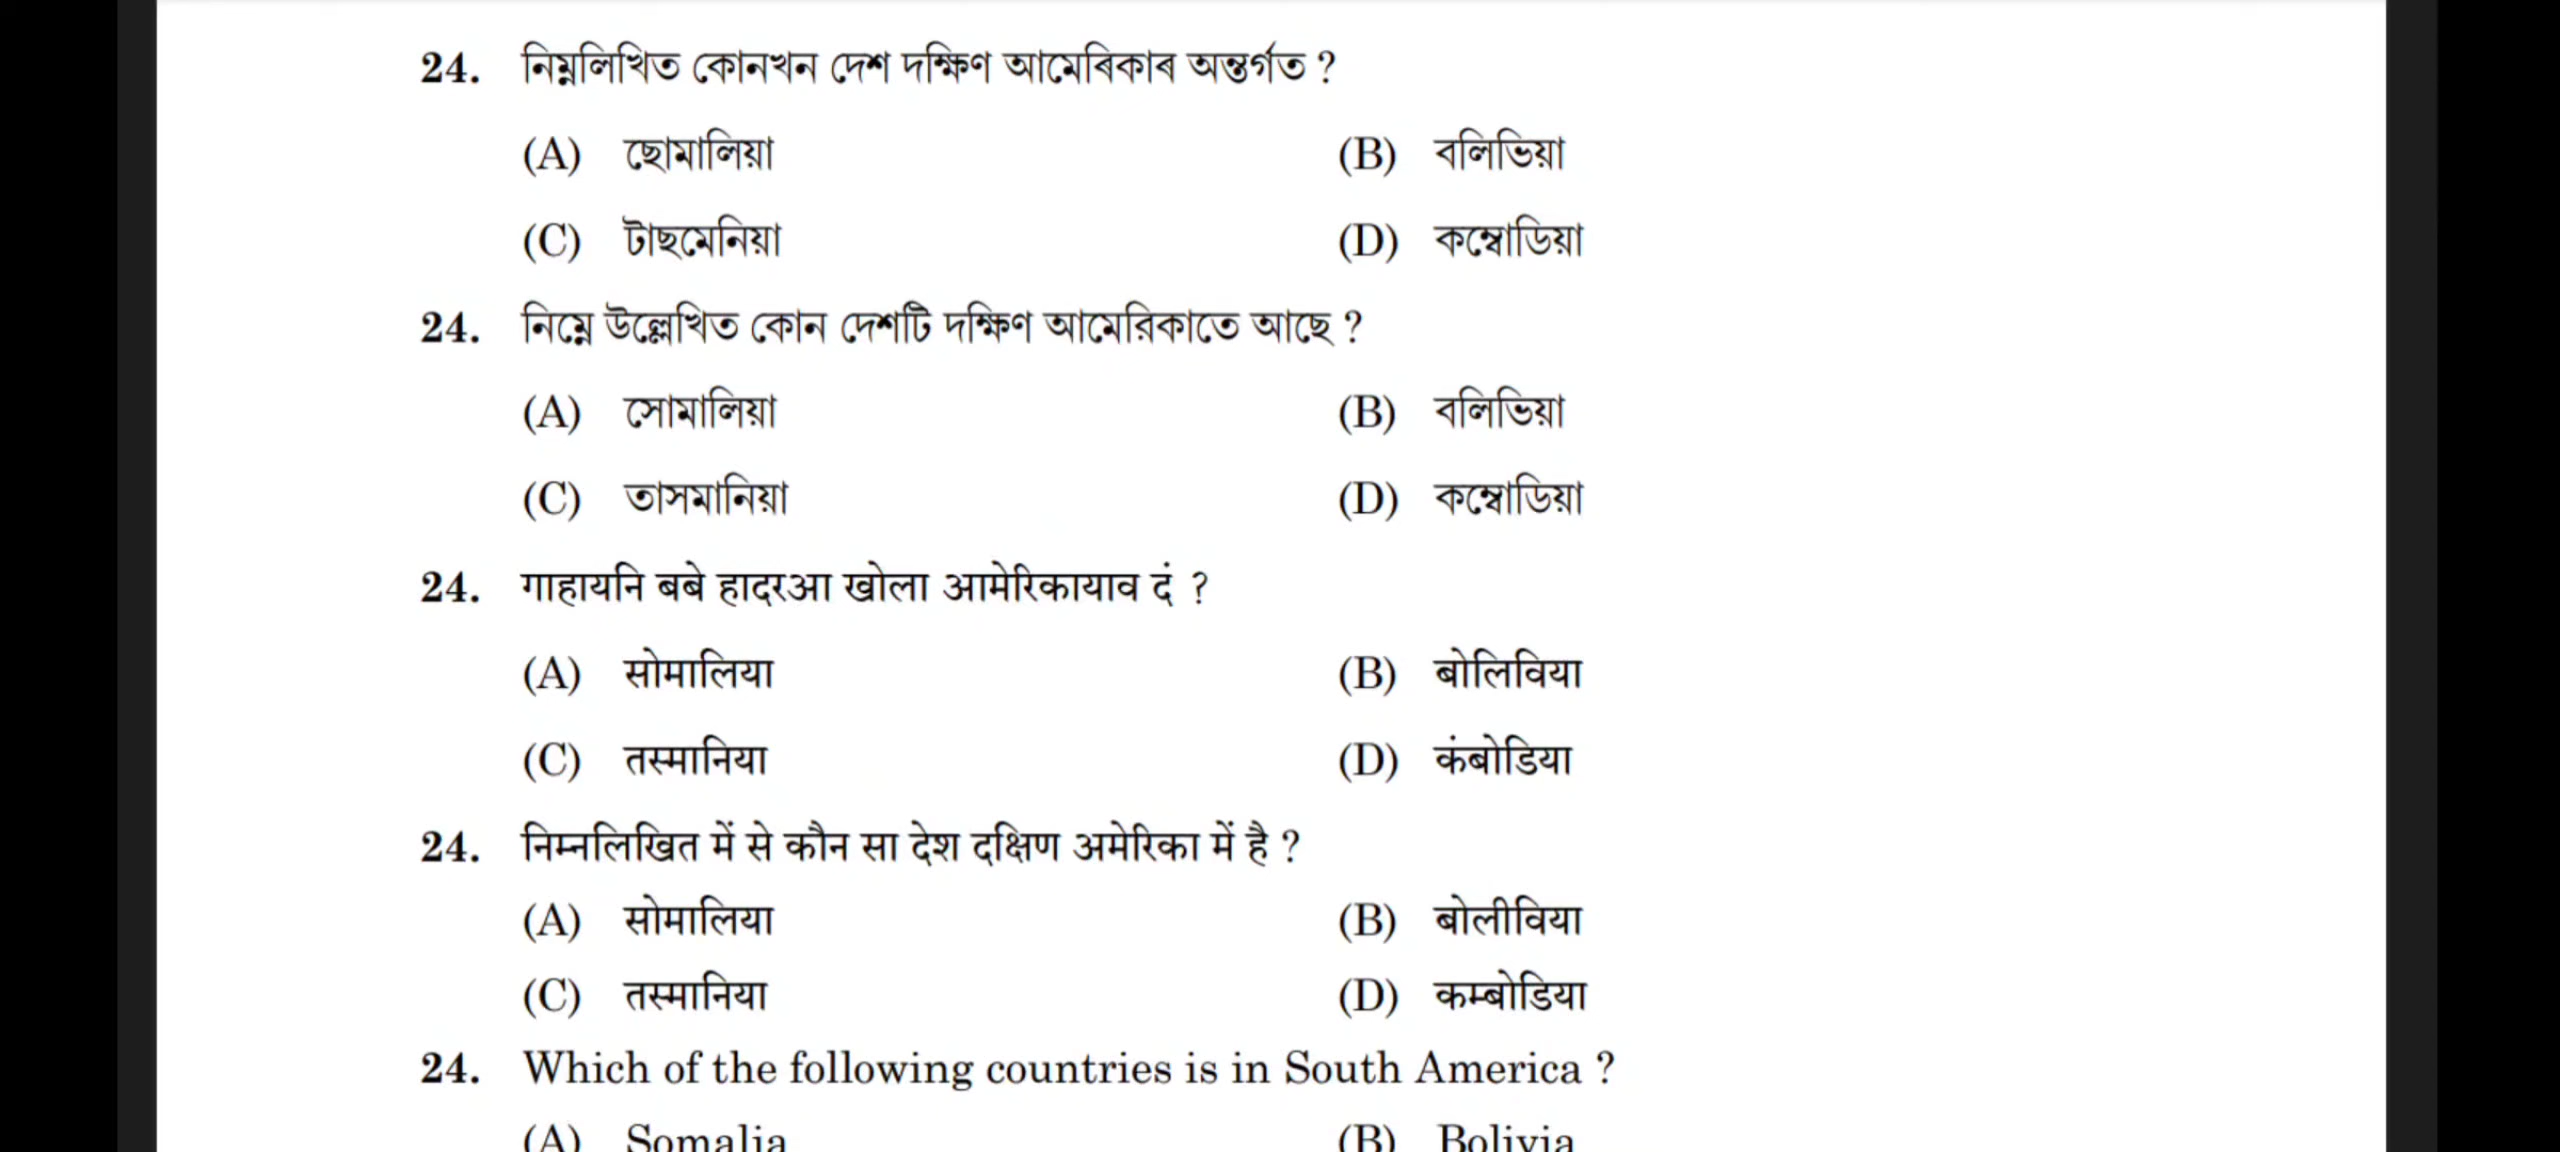 24. নিম্নলিখিত কোনখন দেশ দক্ষিণ আমেৰিকাৰ অন্তৰ্গত ?
(A) ছোমালিয়া (B) বলিভিয়া
(C) টাছমেনিয়া (D) কম্বোডিয়া
24. নিম্নে উল্লেখিত কোন দেশটি দক্ষিণ আমেরিকাতে আছে ?
(A) সোমালিয়া (B) বলিভিয়া
(C) তাসমানিয়া (D) কম্বোডিয়া
24. गाहायनि बबे हादरआ खोला आमेरिकायाव दं ?
(A) सोमालिया (B) बोलिविया
(C) तस्मानिया (D) कंबोडिया
24. निम्नलिखित में से कौन सा देश दक्षिण अमेरिका में है ?
(A) सोमालिया (B) बोलीविया
(C) तस्मानिया (D) कम्बोडिया
24. Which of the following countries is in South America ?
(A) Somalia (B) Bolivia